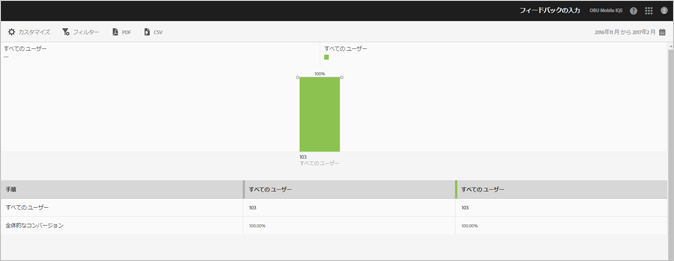 フィードバックの入力 OBU Mobile IQS
カスタマイズ フィルター PDF CSV 2016年11月 から 2017年2月
すべてのユーザー すべてのユーザー
100%
103
すべてのユーザー
手順 すべてのユーザー すべてのユーザー
すべてのユーザー 103 103
全体的なコンバージョン 100.00% 100.00%